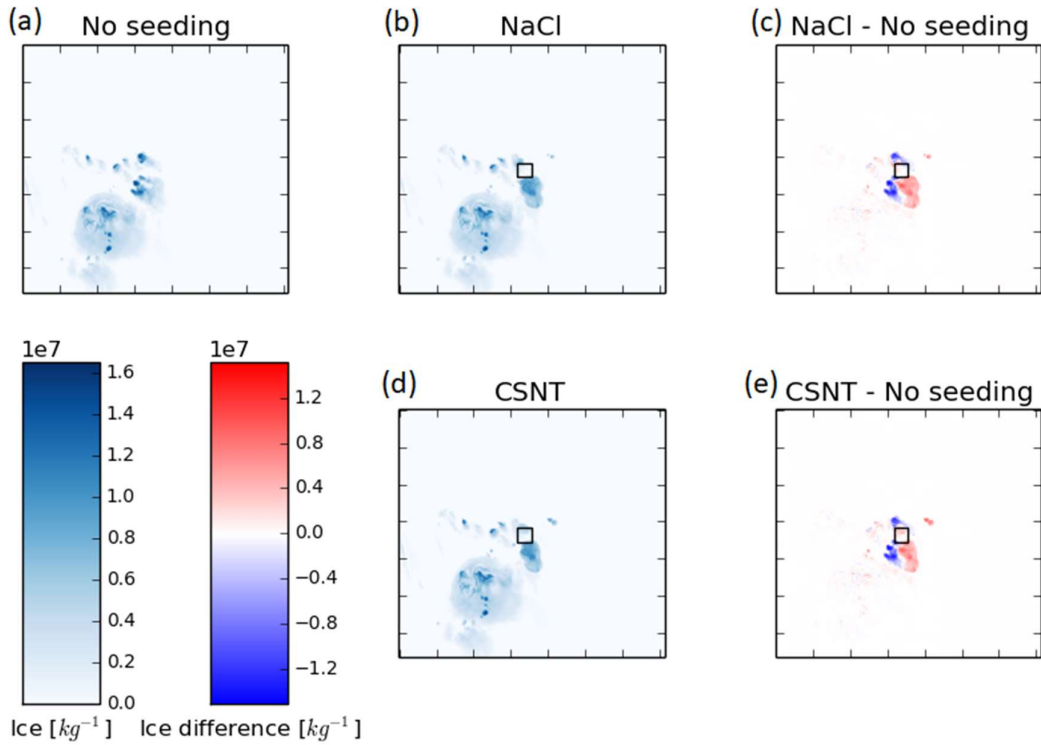 (a) No seeding
(b) NaCl
(c) NaCl - No seeding
1e7
1.6
1.4
1.2
1.0
0.8
0.6
0.4
0.2
0.0
Ice [kg⁻¹]
1e7
1.2
0.8
0.4
0.0
−0.4
−0.8
−1.2
Ice difference [kg⁻¹]
(d) CSNT
(e) CSNT - No seeding